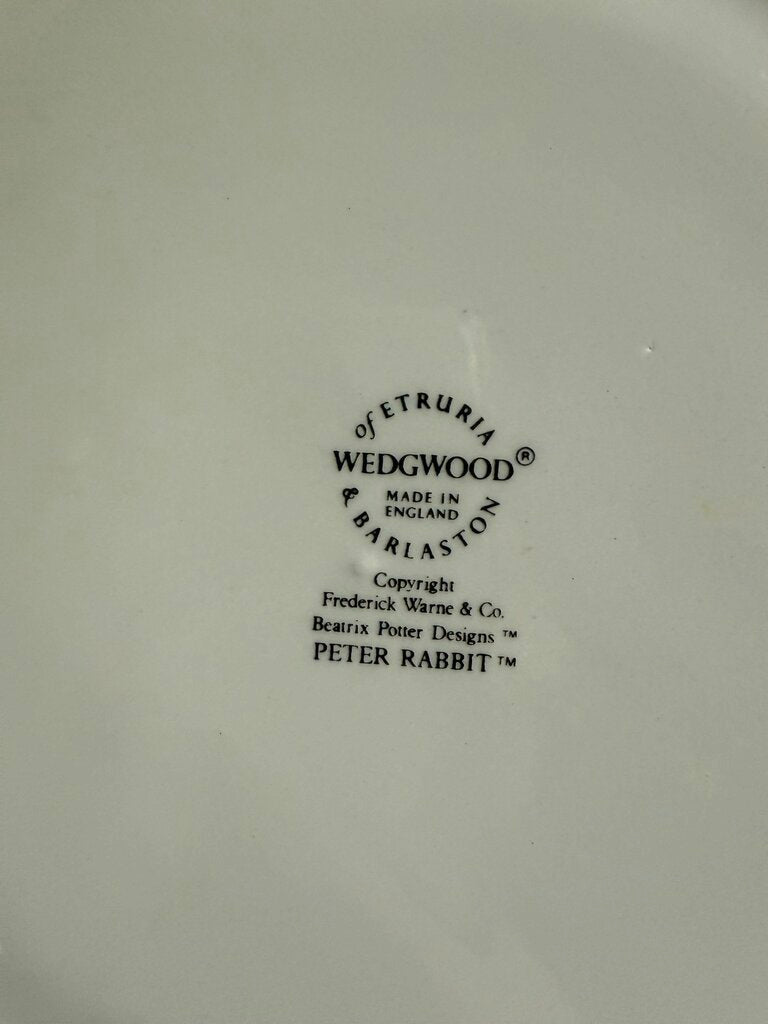 of ETRURIA
WEDGWOOD®
MADE IN
ENGLAND
& BARLASTON
Copyright
Frederick Warne & Co.
Beatrix Potter Designs ™
PETER RABBIT ™